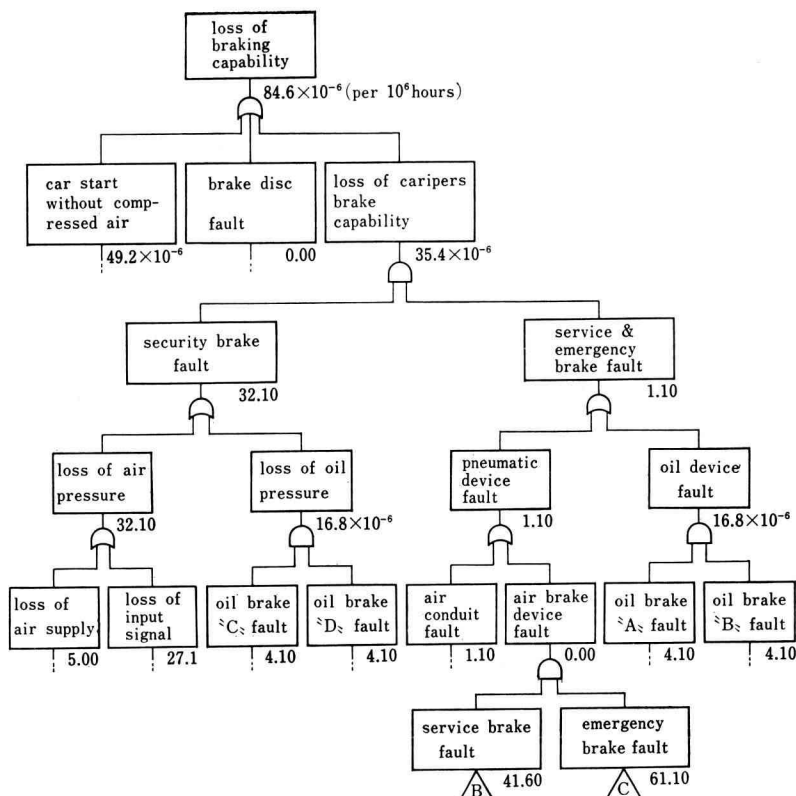 loss of
braking
capability
84.6×10⁻⁶(per 10⁶hours)
car start
without comp-
ressed air
49.2×10⁻⁶
brake disc
fault
0.00
loss of caripers
brake
capability
35.4×10⁻⁶
security brake
fault
32.10
service &
emergency
brake fault
1.10
loss of air
pressure
32.10
loss of oil
pressure
16.8×10⁻⁶
pneumatic
device
fault
1.10
oil device
fault
16.8×10⁻⁶
loss of
air supply
5.00
loss of
input
signal
27.1
oil brake
〝C〟 fault
4.10
oil brake
〝D〟 fault
4.10
air
conduit
fault
1.10
air brake
device
fault
0.00
oil brake
〝A〟 fault
4.10
oil brake
〝B〟 fault
4.10
service brake
fault
B
41.60
emergency
brake fault
C
61.10